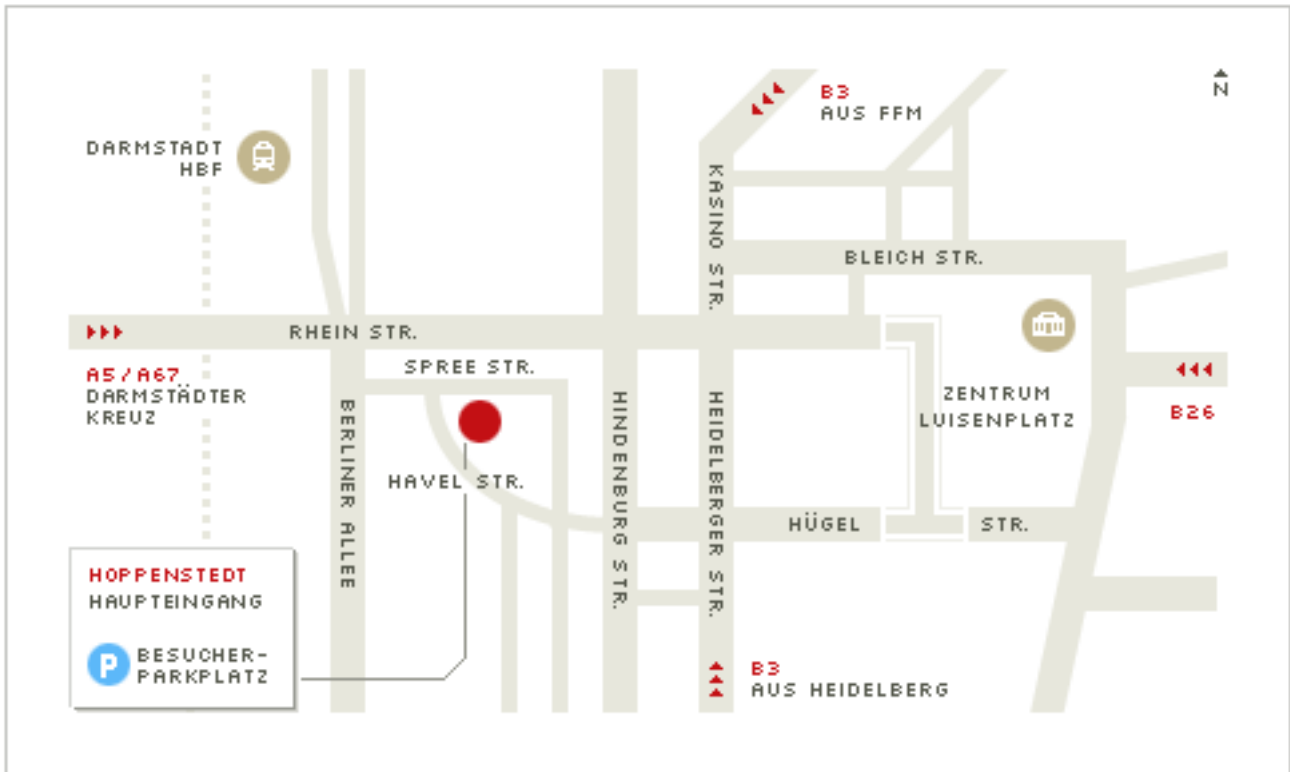 B3
AUS FFM
N
DARMSTADT
HBF
KASINO STR.
BLEICH STR.
RHEIN STR.
A5/A67
DARMSTÄDTER
KREUZ
SPREE STR.
BERLINER ALLEE
HAVEL STR.
HINDENBURG STR.
HEIDELBERGER STR.
ZENTRUM
LUISENPLATZ
B26
HÜGEL STR.
HOPPENSTEDT
HAUPTEINGANG
P BESUCHER-
PARKPLATZ
B3
AUS HEIDELBERG